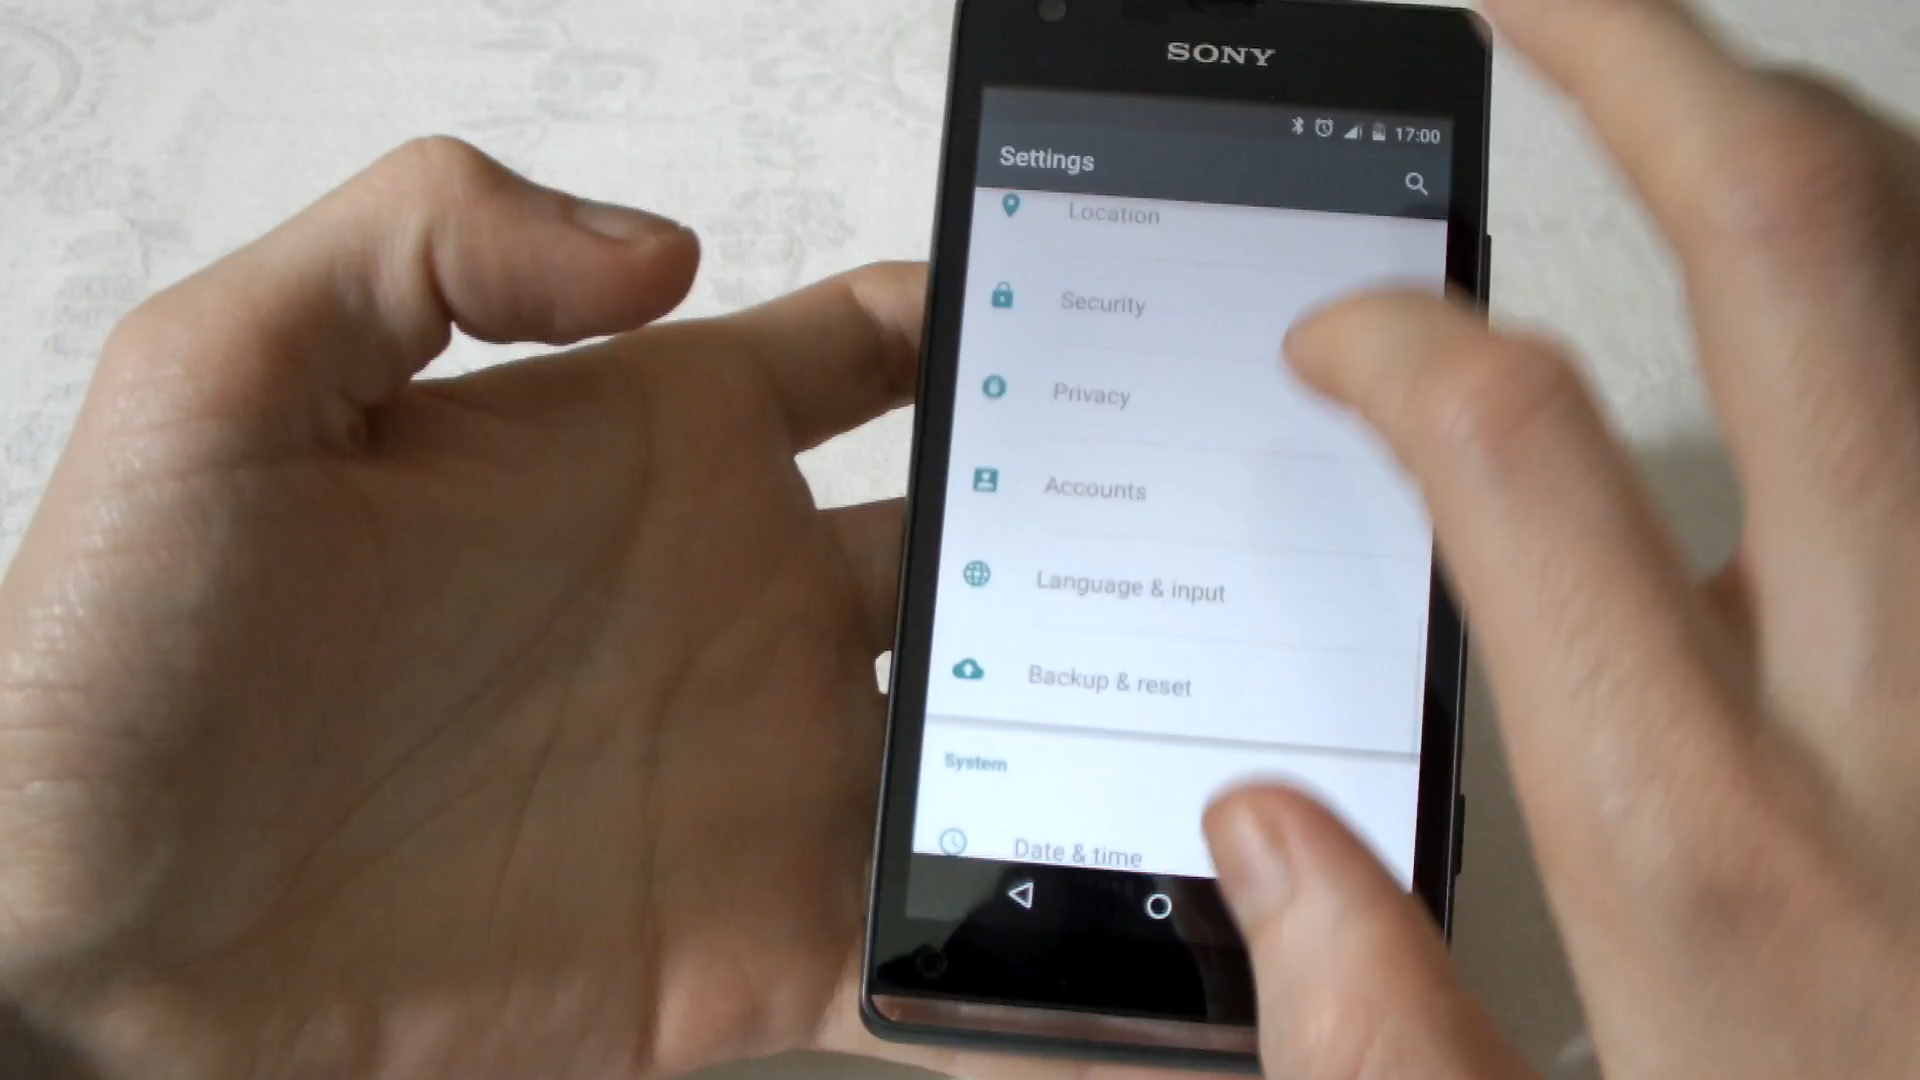 SONY
17:00
Settings
Location
Security
Privacy
Accounts
Language & input
Backup & reset
System
Date & time